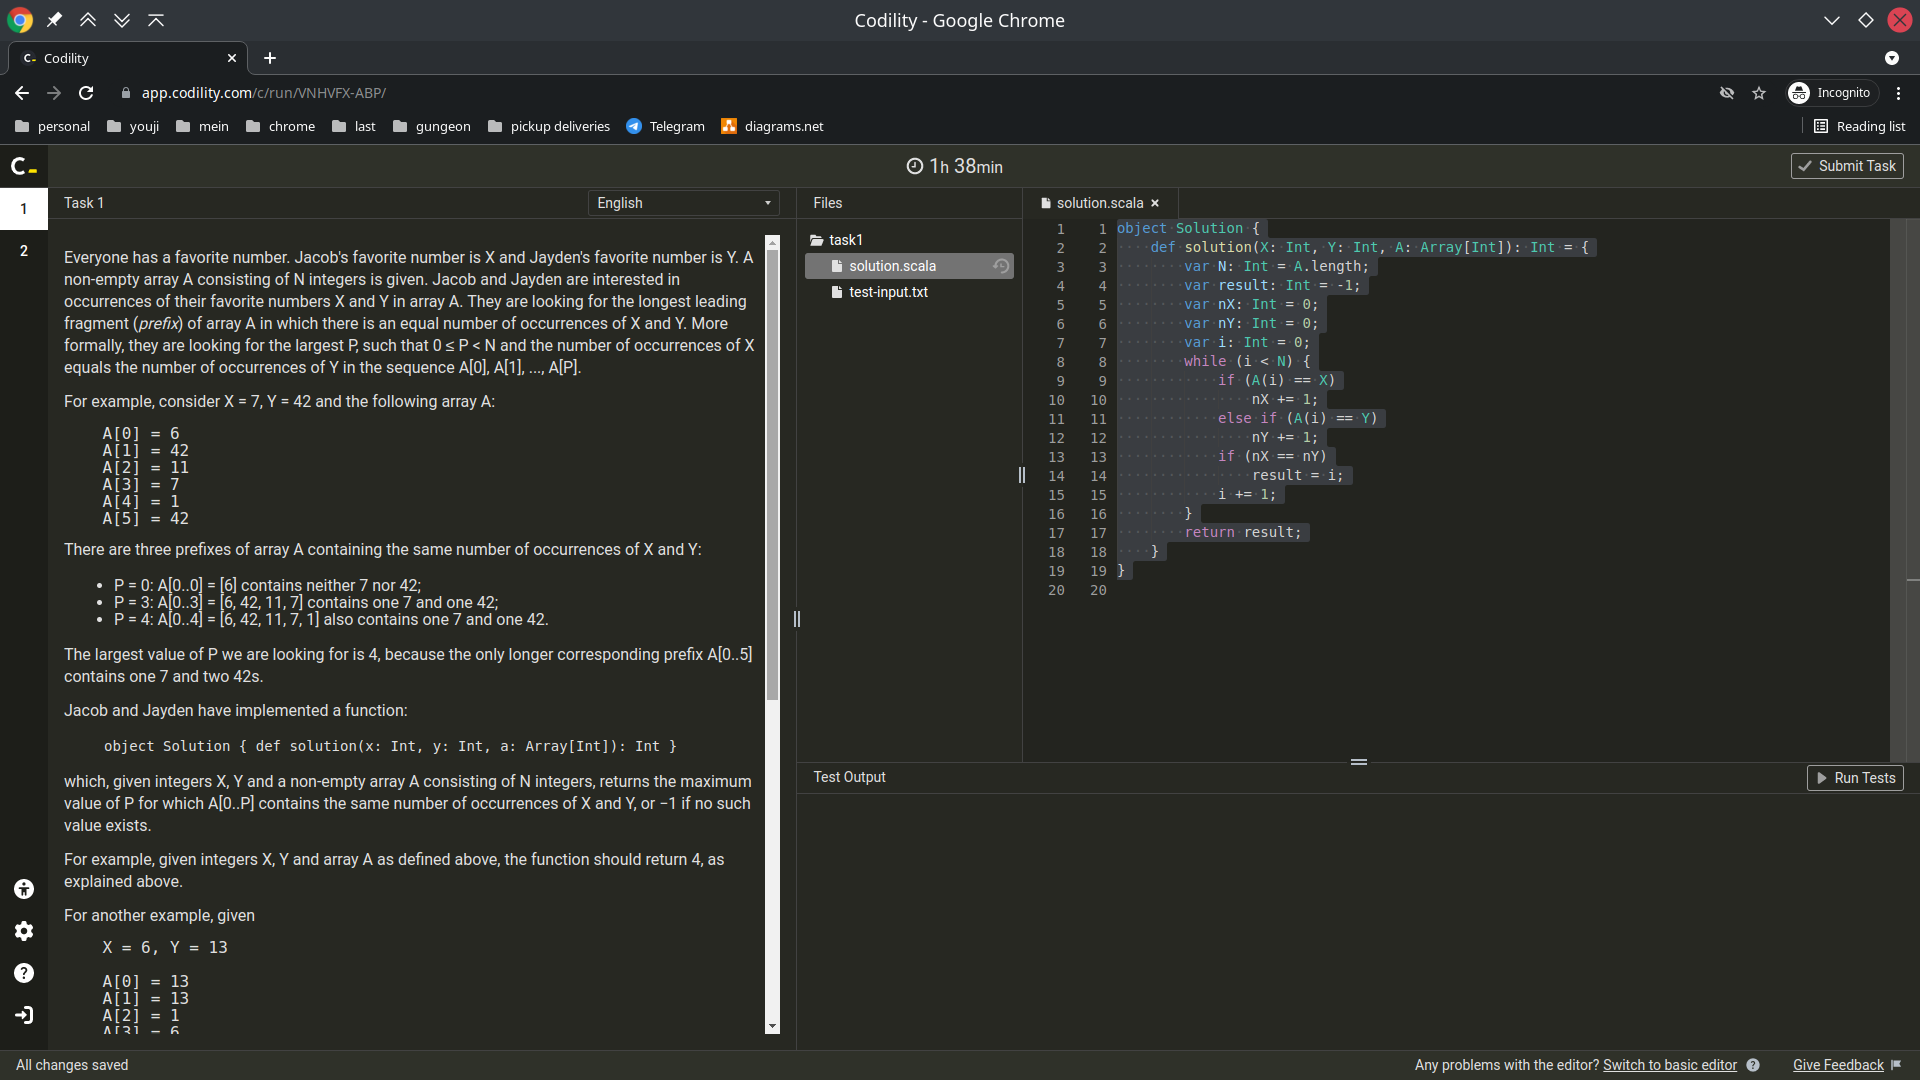 Codility - Google Chrome
Codility
app.codility.com/c/run/VNHVFX-ABP/
Incognito
personal
youji
mein
chrome
last
gungeon
pickup deliveries
Telegram
diagrams.net
Reading list
1h 38min
Submit Task
1
2
Task 1
English
Everyone has a favorite number. Jacob's favorite number is X and Jayden's favorite number is Y. A
non-empty array A consisting of N integers is given. Jacob and Jayden are interested in
occurrences of their favorite numbers X and Y in array A. They are looking for the longest leading
fragment (prefix) of array A in which there is an equal number of occurrences of X and Y. More
formally, they are looking for the largest P, such that 0 ≤ P < N and the number of occurrences of X
equals the number of occurrences of Y in the sequence A[0], A[1], ..., A[P].
For example, consider X = 7, Y = 42 and the following array A:
A[0] = 6
A[1] = 42
A[2] = 11
A[3] = 7
A[4] = 1
A[5] = 42
There are three prefixes of array A containing the same number of occurrences of X and Y:
• P = 0: A[0..0] = [6] contains neither 7 nor 42;
• P = 3: A[0..3] = [6, 42, 11, 7] contains one 7 and one 42;
• P = 4: A[0..4] = [6, 42, 11, 7, 1] also contains one 7 and one 42.
The largest value of P we are looking for is 4, because the only longer corresponding prefix A[0..5]
contains one 7 and two 42s.
Jacob and Jayden have implemented a function:
object Solution { def solution(x: Int, y: Int, a: Array[Int]): Int }
which, given integers X, Y and a non-empty array A consisting of N integers, returns the maximum
value of P for which A[0..P] contains the same number of occurrences of X and Y, or −1 if no such
value exists.
For example, given integers X, Y and array A as defined above, the function should return 4, as
explained above.
For another example, given
X = 6, Y = 13
A[0] = 13
A[1] = 13
A[2] = 1
A[3] = 6
Files
task1
solution.scala
test-input.txt
solution.scala
1 1 object Solution {
2 2 def solution(X: Int, Y: Int, A: Array[Int]): Int = {
3 3 var N: Int = A.length;
4 4 var result: Int = -1;
5 5 var nX: Int = 0;
6 6 var nY: Int = 0;
7 7 var i: Int = 0;
8 8 while (i < N) {
9 9 if (A(i) == X)
10 10 nX += 1;
11 11 else if (A(i) == Y)
12 12 nY += 1;
13 13 if (nX == nY)
14 14 result = i;
15 15 i += 1;
16 16 }
17 17 return result;
18 18 }
19 19 }
20 20
Test Output
Run Tests
All changes saved
Any problems with the editor? Switch to basic editor
Give Feedback